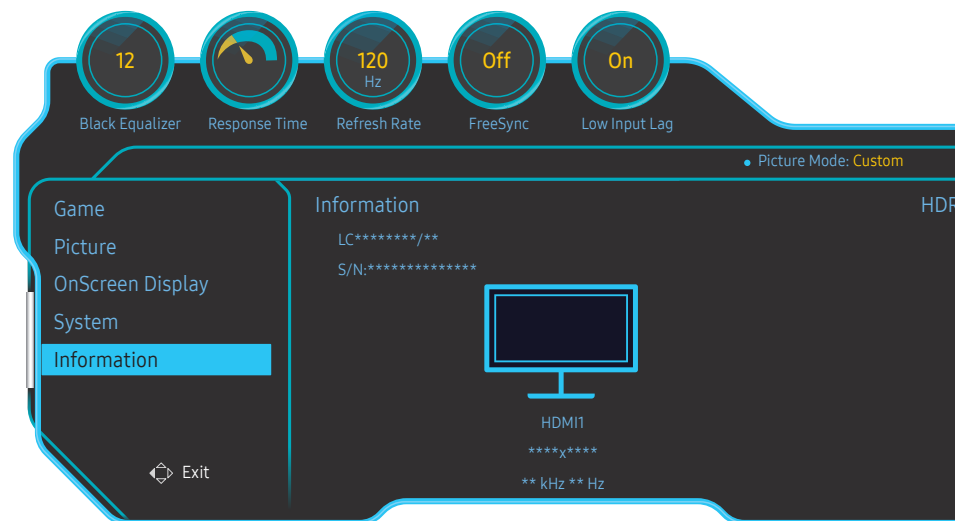 12
120
Hz
Off
On
Black Equalizer
Response Time
Refresh Rate
FreeSync
Low Input Lag
Picture Mode: Custom
Game
Picture
OnScreen Display
System
Information
Exit
Information
HDR
LC********/**
S/N:**************
HDMI1
****x****
** kHz ** Hz